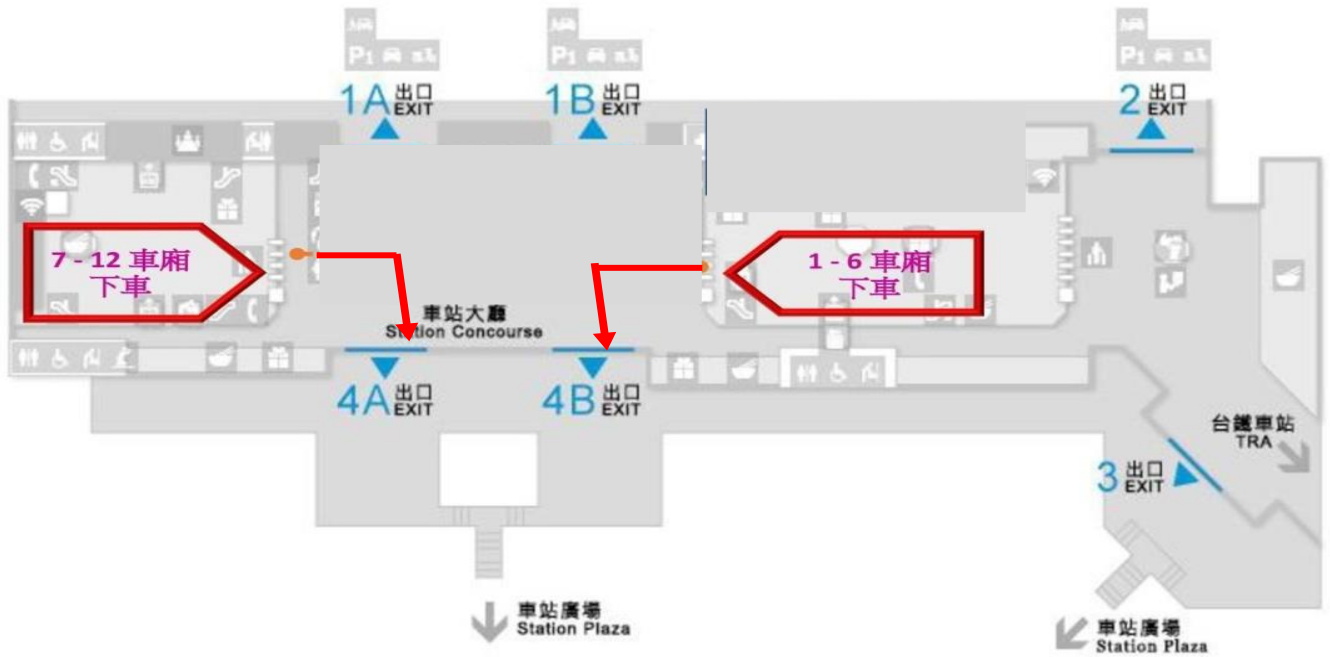 P1
P1
P1
1A 出口
EXIT
1B 出口
EXIT
2 出口
EXIT
7 - 12 車廂
下車
1 - 6 車廂
下車
車站大廳
Station Concourse
4A 出口
EXIT
4B 出口
EXIT
台鐵車站
TRA
3 出口
EXIT
車站廣場
Station Plaza
車站廣場
Station Plaza